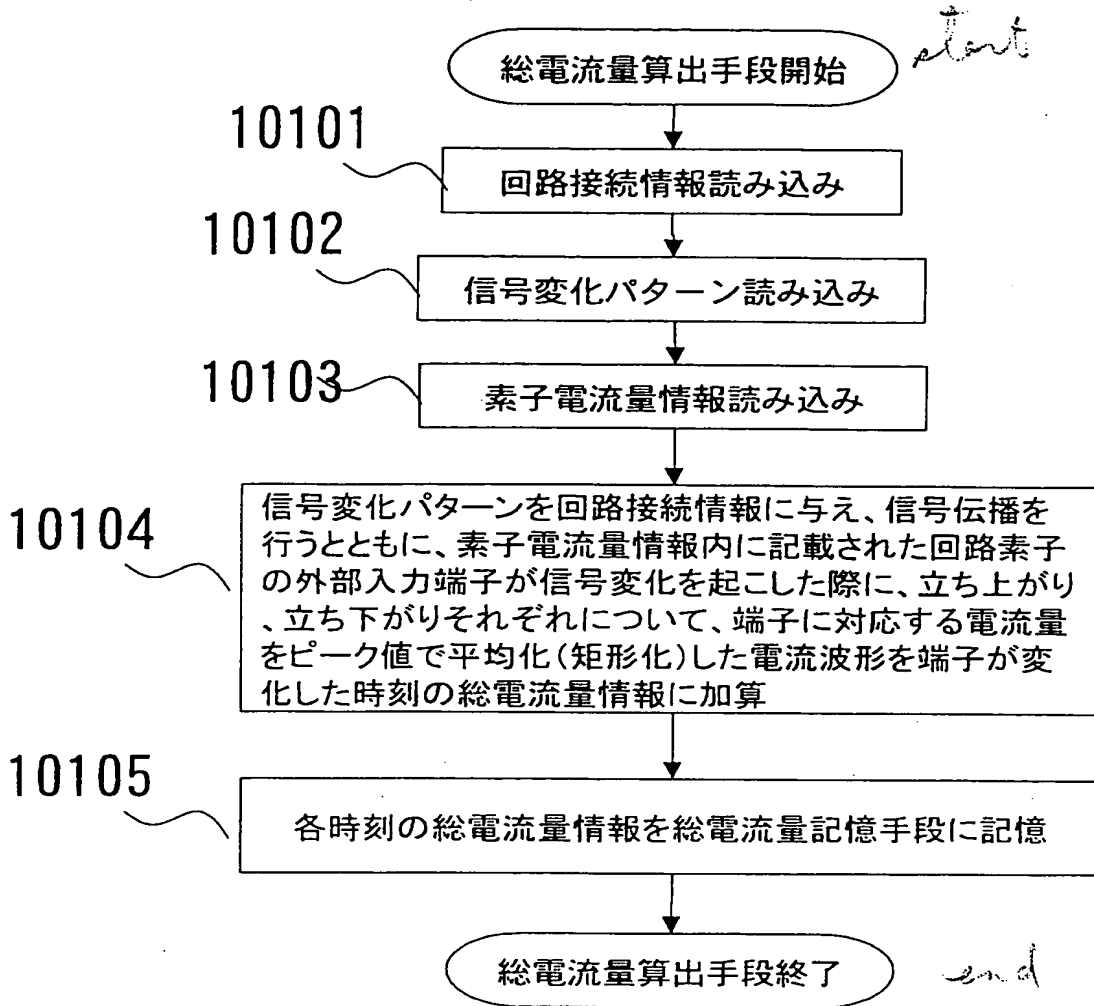 start
総電流量算出手段開始
10101
回路接続情報読み込み
10102
信号変化パターン読み込み
10103
素子電流量情報読み込み
10104
信号変化パターンを回路接続情報に与え、信号伝播を
行うとともに、素子電流量情報内に記載された回路素子
の外部入力端子が信号変化を起こした際に、立ち上がり
、立ち下がりそれぞれについて、端子に対応する電流量
をピーク値で平均化(矩形化)した電流波形を端子が変
化した時刻の総電流量情報に加算
10105
各時刻の総電流量情報を総電流量記憶手段に記憶
総電流量算出手段終了
end